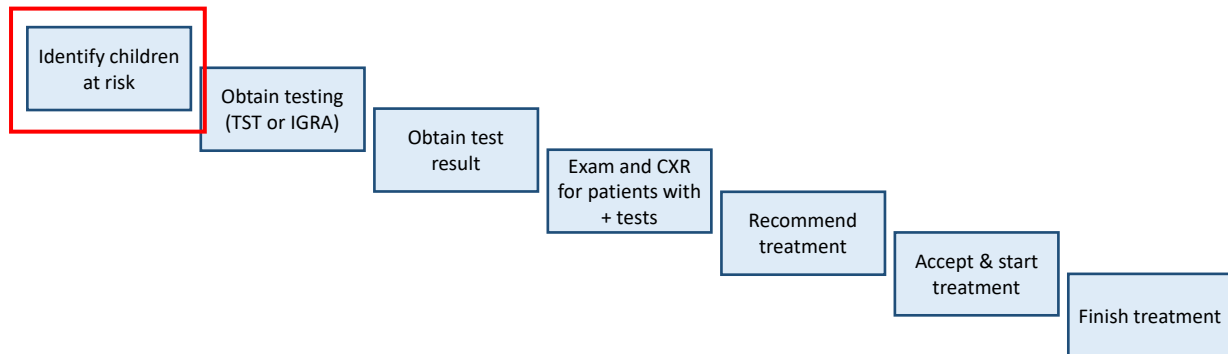 Identify children
at risk
Obtain testing
(TST or IGRA)
Obtain test
result
Exam and CXR
for patients with
+ tests
Recommend
treatment
Accept & start
treatment
Finish treatment